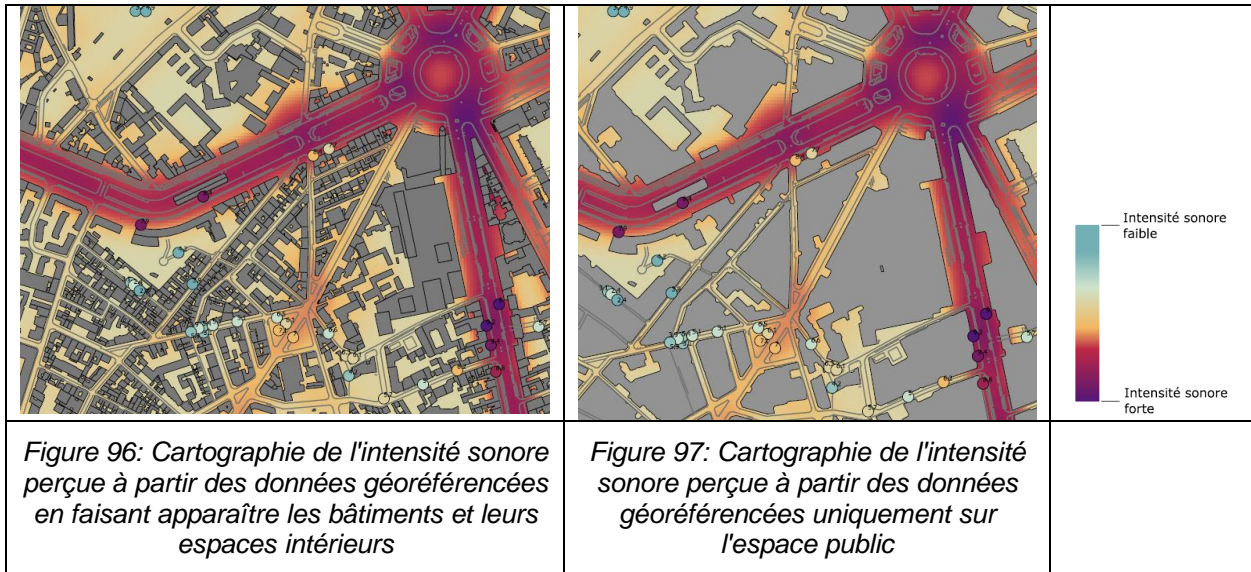 Intensité sonore
faible
Intensité sonore
forte
Figure 96: Cartographie de l'intensité sonore
perçue à partir des données géoréférencées
en faisant apparaître les bâtiments et leurs
espaces intérieurs
Figure 97: Cartographie de l'intensité
sonore perçue à partir des données
géoréférencées uniquement sur
l'espace public